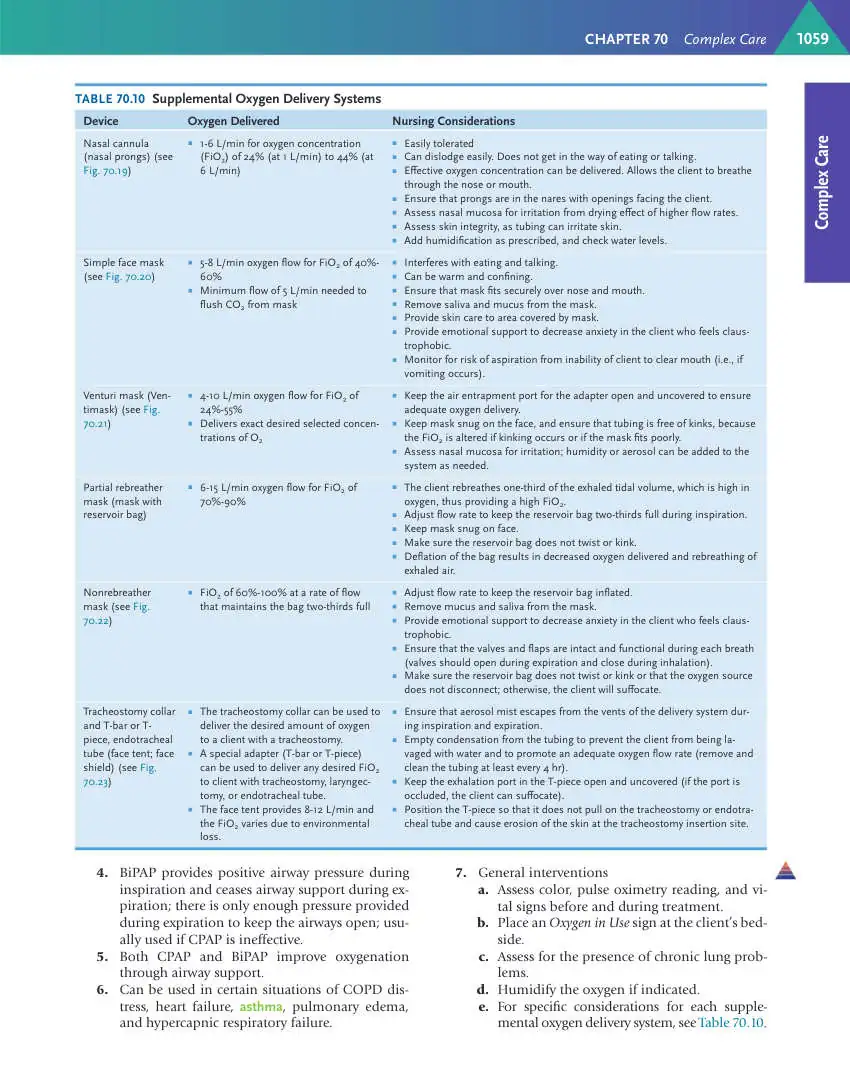 CHAPTER 70 Complex Care 1059
Complex Care
TABLE 70.10 Supplemental Oxygen Delivery Systems
Device Oxygen Delivered Nursing Considerations
Nasal cannula
(nasal prongs) (see
Fig. 70.19)
▪ 1-6 L/min for oxygen concentration
(FiO₂) of 24% (at 1 L/min) to 44% (at
6 L/min)
▪ Easily tolerated
▪ Can dislodge easily. Does not get in the way of eating or talking.
▪ Effective oxygen concentration can be delivered. Allows the client to breathe
through the nose or mouth.
▪ Ensure that prongs are in the nares with openings facing the client.
▪ Assess nasal mucosa for irritation from drying effect of higher flow rates.
▪ Assess skin integrity, as tubing can irritate skin.
▪ Add humidification as prescribed, and check water levels.
Simple face mask
(see Fig. 70.20)
▪ 5-8 L/min oxygen flow for FiO₂ of 40%-
60%
▪ Minimum flow of 5 L/min needed to
flush CO₂ from mask
▪ Interferes with eating and talking.
▪ Can be warm and confining.
▪ Ensure that mask fits securely over nose and mouth.
▪ Remove saliva and mucus from the mask.
▪ Provide skin care to area covered by mask.
▪ Provide emotional support to decrease anxiety in the client who feels claus-
trophobic.
▪ Monitor for risk of aspiration from inability of client to clear mouth (i.e., if
vomiting occurs).
Venturi mask (Ven-
timask) (see Fig.
70.21)
▪ 4-10 L/min oxygen flow for FiO₂ of
24%-55%
▪ Delivers exact desired selected concen-
trations of O₂
▪ Keep the air entrapment port for the adapter open and uncovered to ensure
adequate oxygen delivery.
▪ Keep mask snug on the face, and ensure that tubing is free of kinks, because
the FiO₂ is altered if kinking occurs or if the mask fits poorly.
▪ Assess nasal mucosa for irritation; humidity or aerosol can be added to the
system as needed.
Partial rebreather
mask (mask with
reservoir bag)
▪ 6-15 L/min oxygen flow for FiO₂ of
70%-90%
▪ The client rebreathes one-third of the exhaled tidal volume, which is high in
oxygen, thus providing a high FiO₂.
▪ Adjust flow rate to keep the reservoir bag two-thirds full during inspiration.
▪ Keep mask snug on face.
▪ Make sure the reservoir bag does not twist or kink.
▪ Deflation of the bag results in decreased oxygen delivered and rebreathing of
exhaled air.
Nonrebreather
mask (see Fig.
70.22)
▪ FiO₂ of 60%-100% at a rate of flow
that maintains the bag two-thirds full
▪ Adjust flow rate to keep the reservoir bag inflated.
▪ Remove mucus and saliva from the mask.
▪ Provide emotional support to decrease anxiety in the client who feels claus-
trophobic.
▪ Ensure that the valves and flaps are intact and functional during each breath
(valves should open during expiration and close during inhalation).
▪ Make sure the reservoir bag does not twist or kink or that the oxygen source
does not disconnect; otherwise, the client will suffocate.
Tracheostomy collar
and T-bar or T-
piece, endotracheal
tube (face tent; face
shield) (see Fig.
70.23)
▪ The tracheostomy collar can be used to
deliver the desired amount of oxygen
to a client with a tracheostomy.
▪ A special adapter (T-bar or T-piece)
can be used to deliver any desired FiO₂
to client with tracheostomy, laryngec-
tomy, or endotracheal tube.
▪ The face tent provides 8-12 L/min and
the FiO₂ varies due to environmental
loss.
▪ Ensure that aerosol mist escapes from the vents of the delivery system dur-
ing inspiration and expiration.
▪ Empty condensation from the tubing to prevent the client from being la-
vaged with water and to promote an adequate oxygen flow rate (remove and
clean the tubing at least every 4 hr).
▪ Keep the exhalation port in the T-piece open and uncovered (if the port is
occluded, the client can suffocate).
▪ Position the T-piece so that it does not pull on the tracheostomy or endotra-
cheal tube and cause erosion of the skin at the tracheostomy insertion site.
4. BiPAP provides positive airway pressure during
inspiration and ceases airway support during ex-
piration; there is only enough pressure provided
during expiration to keep the airways open; usu-
ally used if CPAP is ineffective.
5. Both CPAP and BiPAP improve oxygenation
through airway support.
6. Can be used in certain situations of COPD dis-
tress, heart failure, asthma, pulmonary edema,
and hypercapnic respiratory failure.
7. General interventions
a. Assess color, pulse oximetry reading, and vi-
tal signs before and during treatment.
b. Place an Oxygen in Use sign at the client's bed-
side.
c. Assess for the presence of chronic lung prob-
lems.
d. Humidify the oxygen if indicated.
e. For specific considerations for each supple-
mental oxygen delivery system, see Table 70.10.